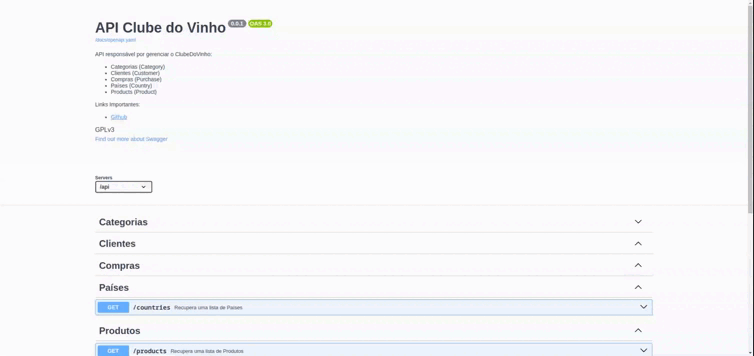 API Clube do Vinho 0.0.1 OAS 3.0
/docs/openapi.yaml
API responsável por gerenciar o ClubeDoVinho:
Categorias (Category)
Clientes (Customer)
Compras (Purchase)
Países (Country)
Products (Product)
Links Importantes:
Github
GPLv3
Find out more about Swagger
Servers
/api
Categorias
Clientes
Compras
Países
GET /countries Recupera uma lista de Países
Produtos
GET /products Recupera uma lista de Produtos